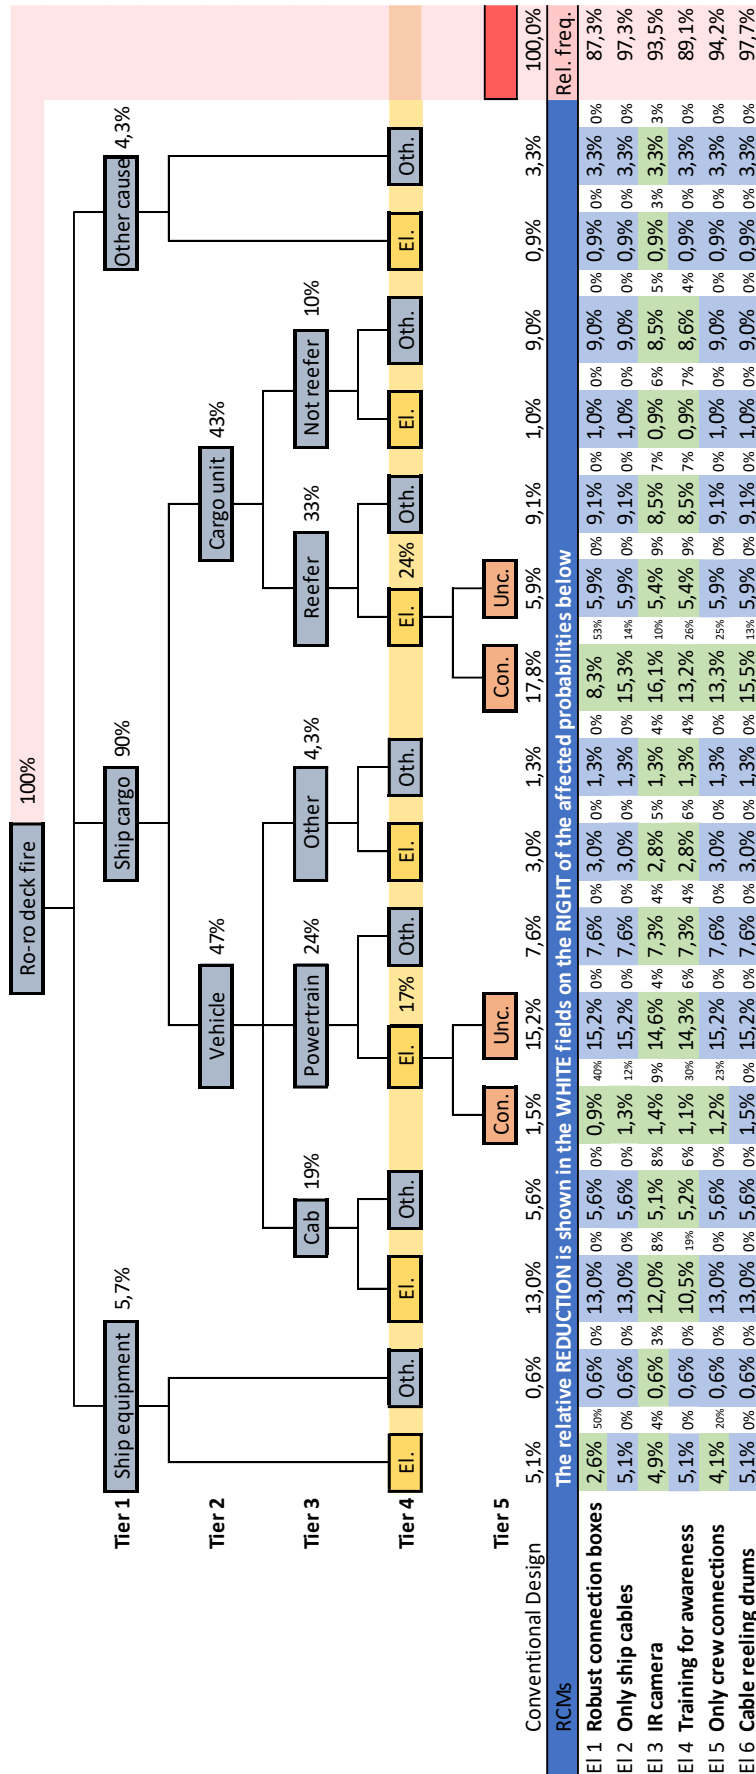 Ro-ro deck fire 100%
Tier 1 Ship equipment 5,7% Ship cargo 90% Other cause 4,3%
Tier 2 Vehicle 47% Cargo unit 43%
Tier 3 Cab 19% Powertrain 24% Other 4,3% Reefer 33% Not reefer 10%
Tier 4 El. Oth. El. Oth. El. 17% Oth. El. Oth. El. 24% Oth. El. Oth. El. Oth.
Tier 5 Con. Unc. Con. Unc.
Conventional Design 5,1% 0,6% 13,0% 5,6% 1,5% 15,2% 7,6% 3,0% 1,3% 17,8% 5,9% 9,1% 1,0% 9,0% 0,9% 3,3% 100,0%
RCMs The relative REDUCTION is shown in the WHITE fields on the RIGHT of the affected probabilities below Rel. freq.
El 1 Robust connection boxes 2,6% 50% 0,6% 0% 13,0% 0% 5,6% 0% 0,9% 40% 15,2% 0% 7,6% 0% 3,0% 0% 1,3% 0% 8,3% 53% 5,9% 0% 9,1% 0% 1,0% 0% 9,0% 0% 0,9% 0% 3,3% 0% 87,3%
El 2 Only ship cables 5,1% 0% 0,6% 0% 13,0% 0% 5,6% 0% 1,3% 12% 15,2% 0% 7,6% 0% 3,0% 0% 1,3% 0% 15,3% 14% 5,9% 0% 9,1% 0% 1,0% 0% 9,0% 0% 0,9% 0% 3,3% 0% 97,3%
El 3 IR camera 4,9% 4% 0,6% 3% 12,0% 8% 5,1% 8% 1,4% 9% 14,6% 4% 7,3% 4% 2,8% 5% 1,3% 4% 16,1% 10% 5,4% 9% 8,5% 7% 0,9% 6% 8,5% 5% 0,9% 3% 3,3% 3% 93,5%
El 4 Training for awareness 5,1% 0% 0,6% 0% 10,5% 19% 5,2% 6% 1,1% 30% 14,3% 6% 7,3% 4% 2,8% 6% 1,3% 4% 13,2% 26% 5,4% 9% 8,5% 7% 0,9% 7% 8,6% 4% 0,9% 0% 3,3% 0% 89,1%
El 5 Only crew connections 4,1% 20% 0,6% 0% 13,0% 0% 5,6% 0% 1,2% 23% 15,2% 0% 7,6% 0% 3,0% 0% 1,3% 0% 13,3% 25% 5,9% 0% 9,1% 0% 1,0% 0% 9,0% 0% 0,9% 0% 3,3% 0% 94,2%
El 6 Cable reeling drums 5,1% 0% 0,6% 0% 13,0% 0% 5,6% 0% 1,5% 0% 15,2% 0% 7,6% 0% 3,0% 0% 1,3% 0% 15,5% 13% 5,9% 0% 9,1% 0% 1,0% 0% 9,0% 0% 0,9% 0% 3,3% 0% 97,7%